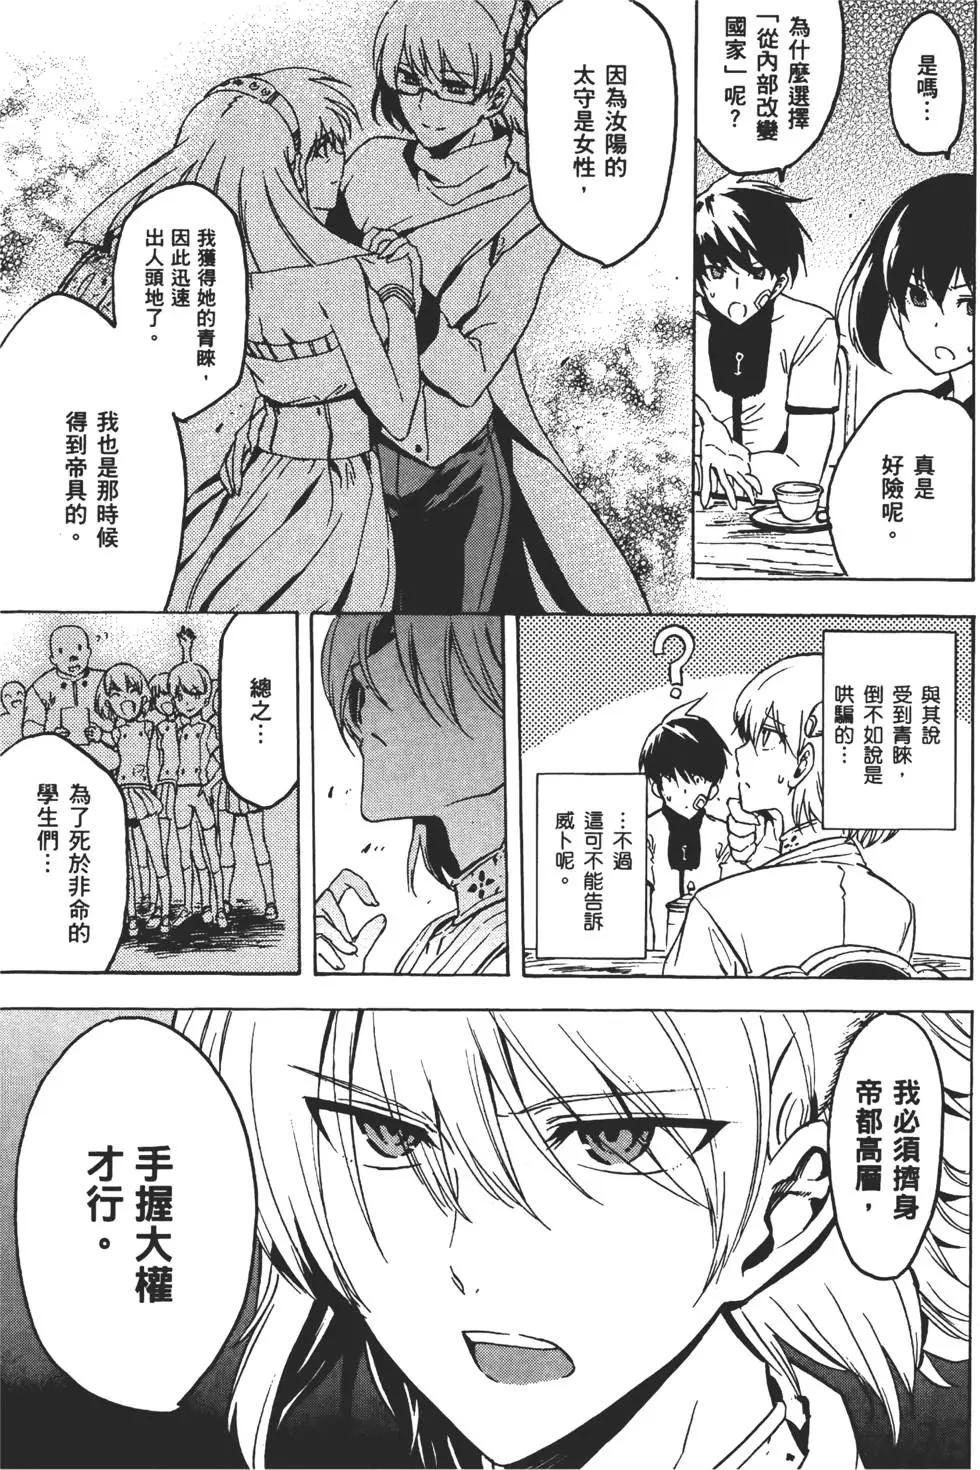 是嗎…
為什麼選擇
「從內部改變
國家」呢？
真是
好險呢。
因為汝陽的
太守是女性，
我獲得她的青睞，
因此迅速
出人頭地了。
我也是那時候
得到帝具的。
與其說
受到青睞，
倒不如說是
哄騙的…
？
…不過
這可不能告訴
威卜呢。
總之…
為了死於非命的
學生們…
我必須擠身
帝都高層，
手握大權
才行。